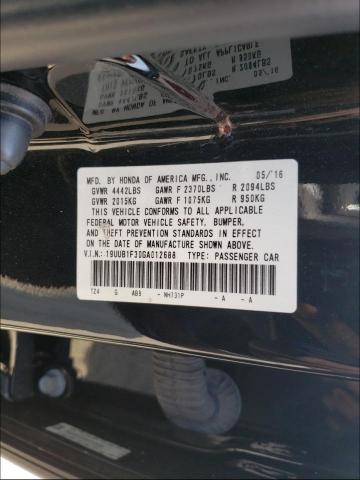 MFD. BY HONDA OF AMERICA MFG., INC. 05/16
GVWR 4442LBS GAWR F 2370LBS R 2094LBS
GVWR 2015KG GAWR F 1075KG R 950KG
THIS VEHICLE CONFORMS TO ALL APPLICABLE
FEDERAL MOTOR VEHICLE SAFETY, BUMPER,
AND THEFT PREVENTION STANDARDS IN EFFECT
ON THE DATE OF MANUFACTURE SHOWN ABOVE.
V.I.N.: 19UUB1F30GA012688 TYPE: PASSENGER CAR
TZ4 G AB9 - NH731P - A - A